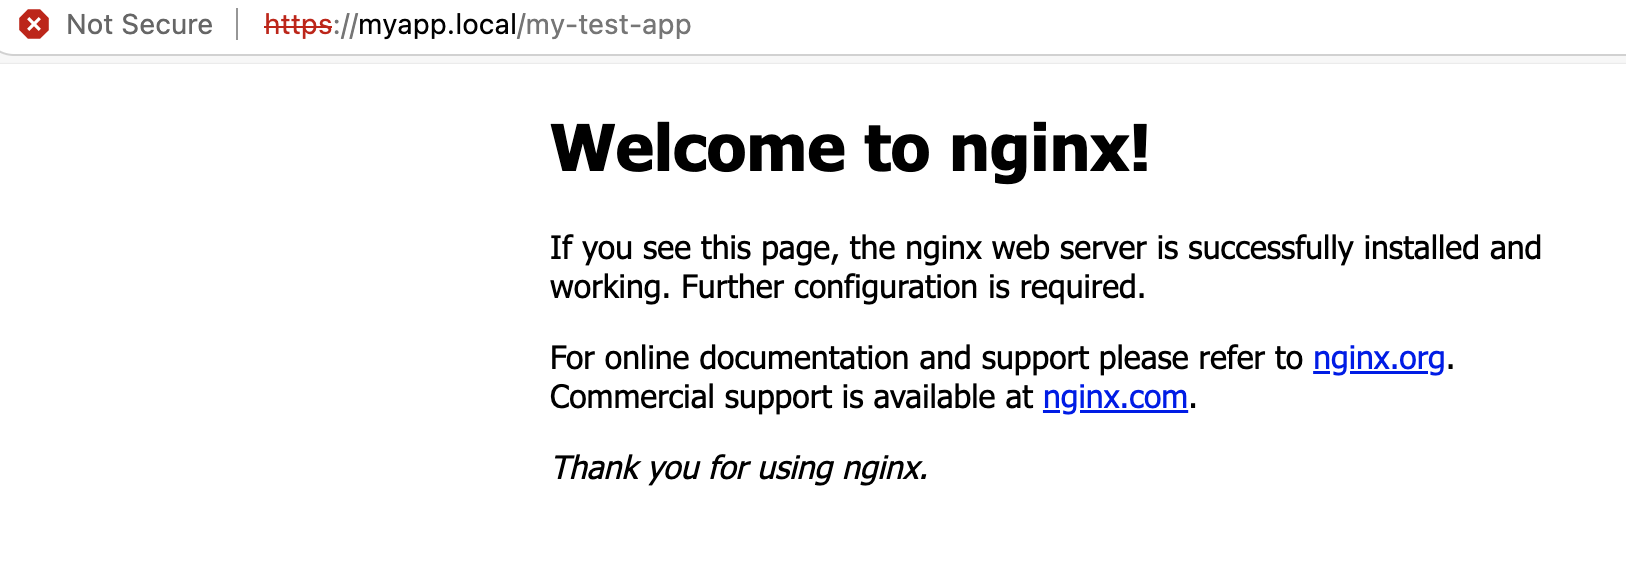 Not Secure | https://myapp.local/my-test-app
Welcome to nginx!
If you see this page, the nginx web server is successfully installed and
working. Further configuration is required.
For online documentation and support please refer to nginx.org.
Commercial support is available at nginx.com.
Thank you for using nginx.